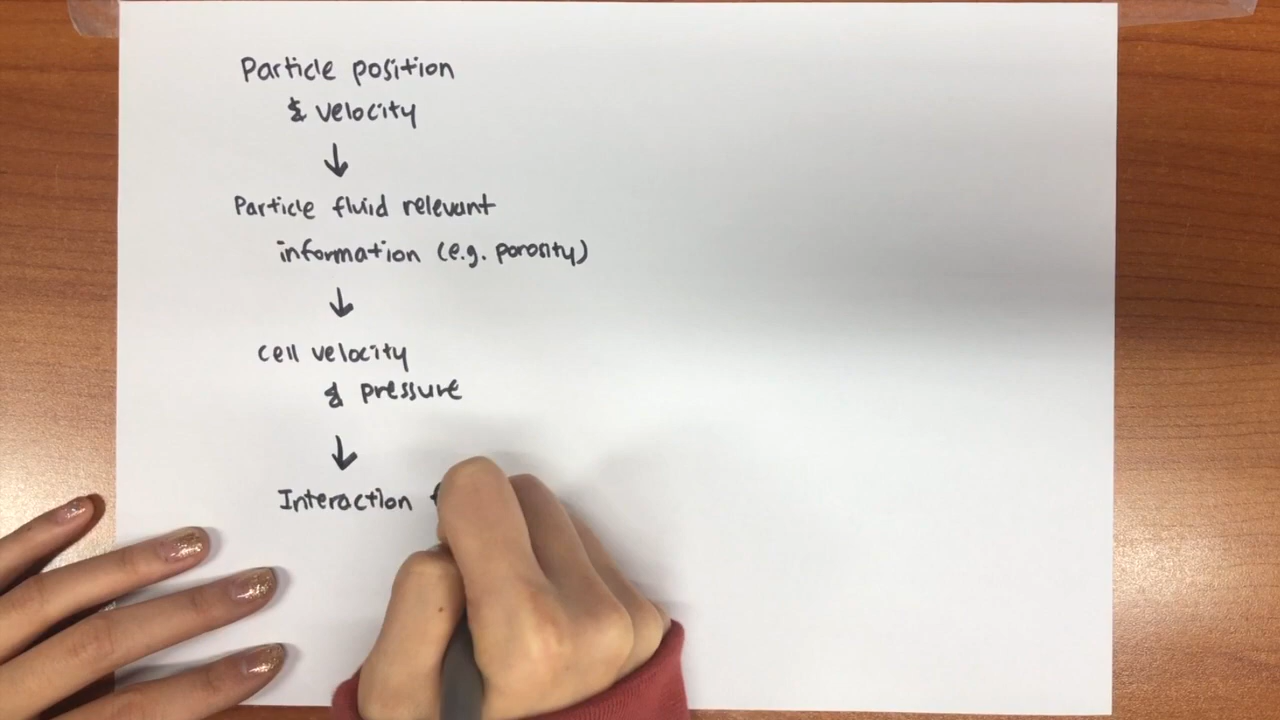 Particle position
& velocity
↓
Particle fluid relevant
information (e.g. porosity)
↓
Cell velocity
& pressure
↓
Interaction